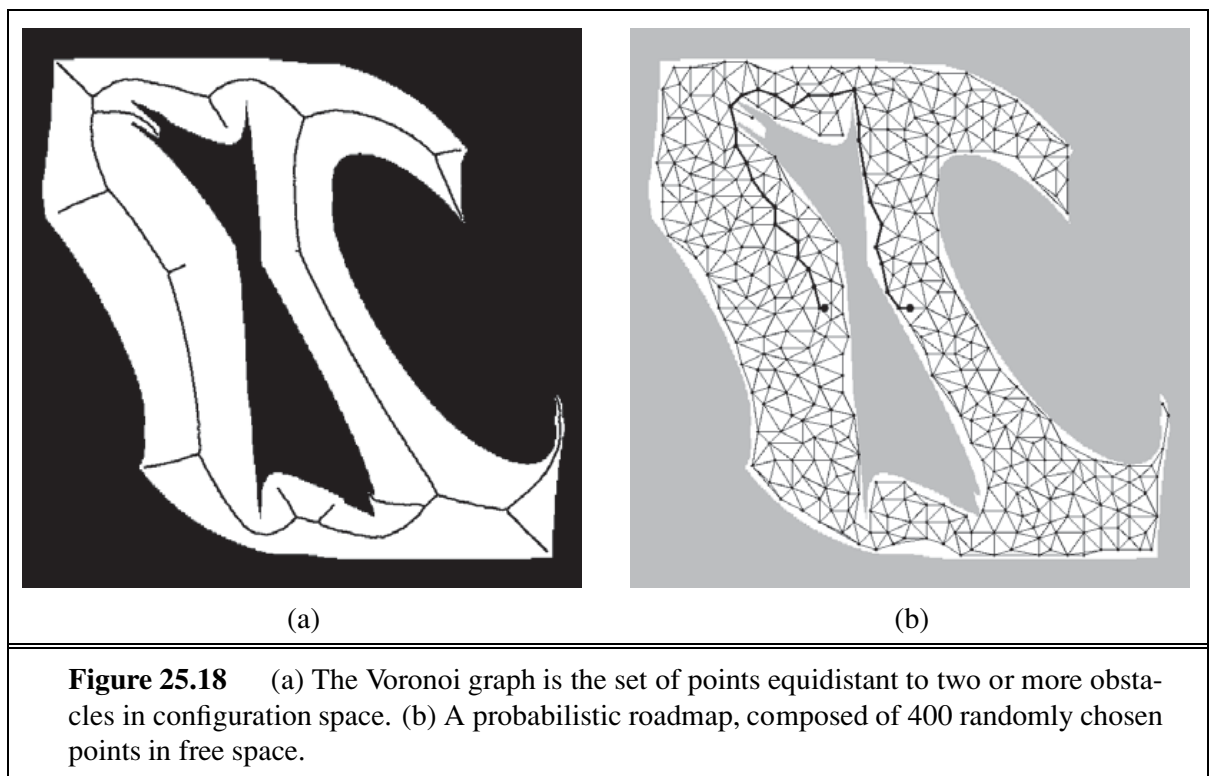 (a)
(b)
Figure 25.18 (a) The Voronoi graph is the set of points equidistant to two or more obsta-
cles in configuration space. (b) A probabilistic roadmap, composed of 400 randomly chosen
points in free space.